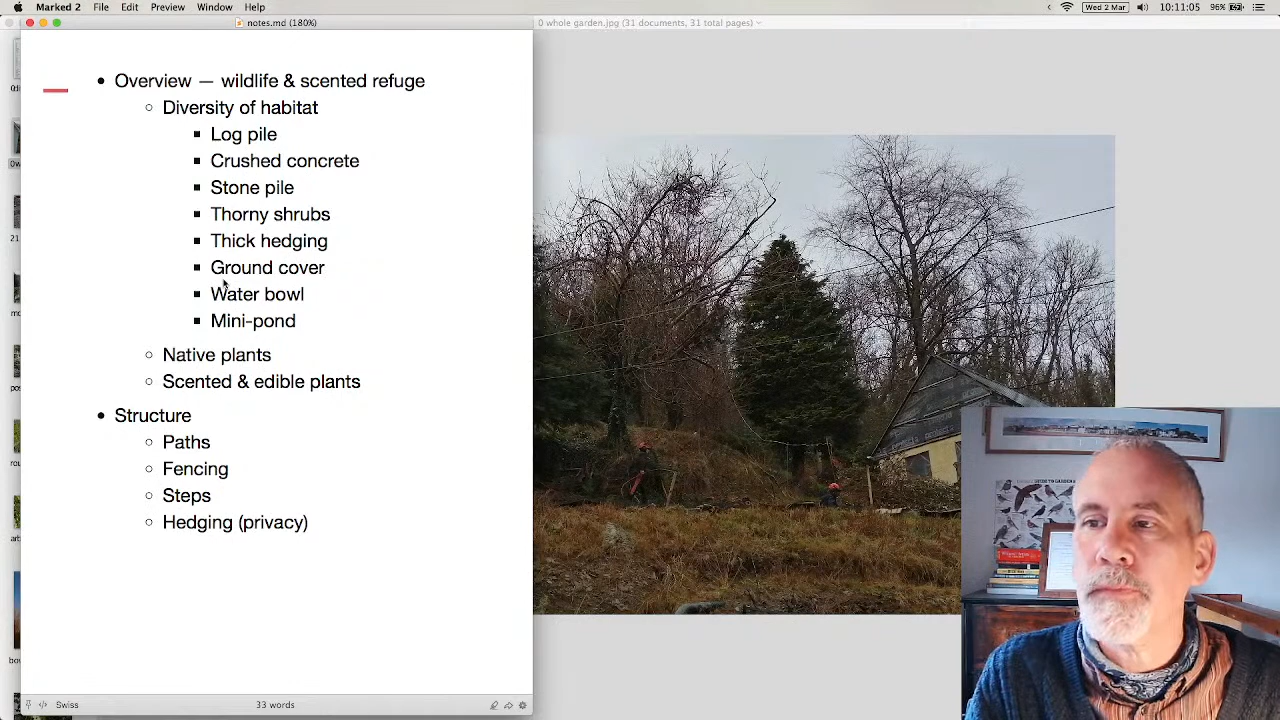 Marked 2 File Edit Preview Window Help
Wed 2 Mar 10:11:05 96%
notes.md (180%)
0 whole garden.jpg (31 documents, 31 total pages)
Overview — wildlife & scented refuge
Diversity of habitat
Log pile
Crushed concrete
Stone pile
Thorny shrubs
Thick hedging
Ground cover
Water bowl
Mini-pond
Native plants
Scented & edible plants
Structure
Paths
Fencing
Steps
Hedging (privacy)
Swiss
33 words